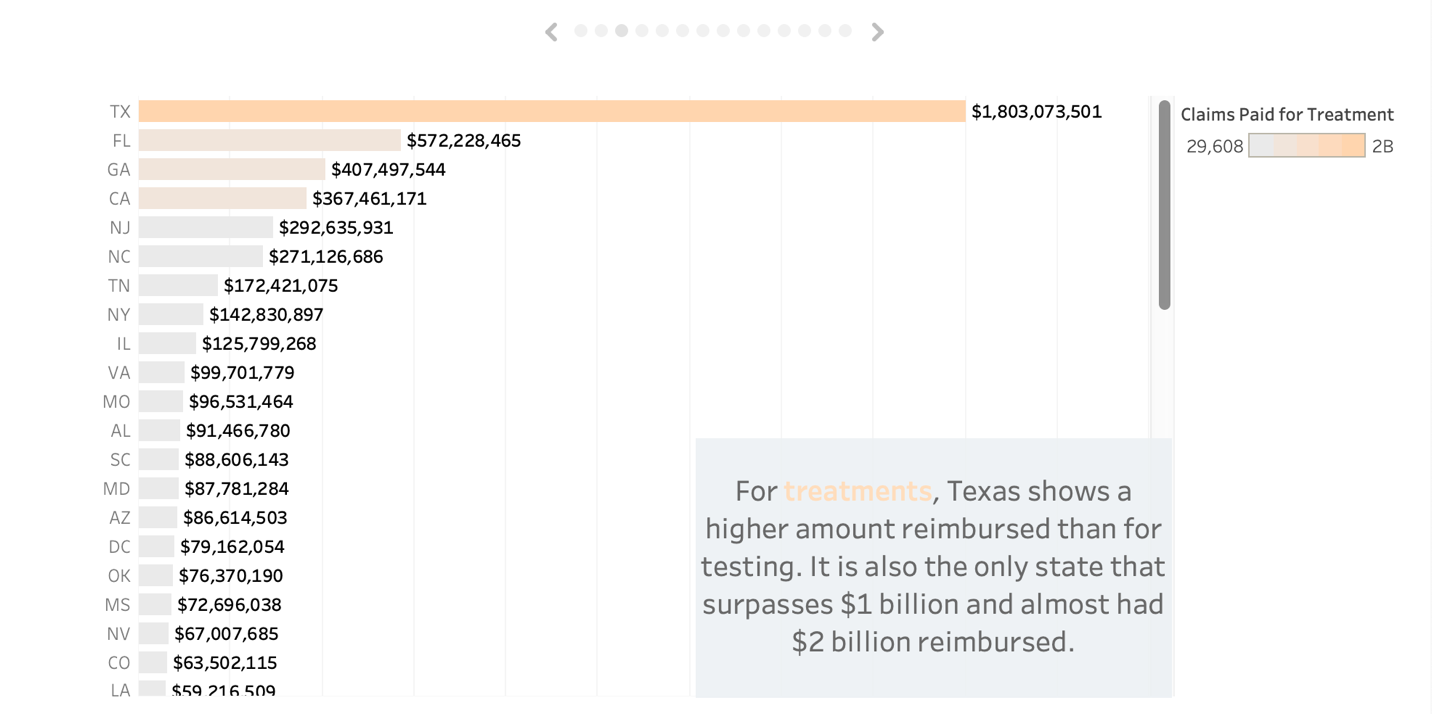 TX $1,803,073,501
FL $572,228,465
GA $407,497,544
CA $367,461,171
NJ $292,635,931
NC $271,126,686
TN $172,421,075
NY $142,830,897
IL $125,799,268
VA $99,701,779
MO $96,531,464
AL $91,466,780
SC $88,606,143
MD $87,781,284
AZ $86,614,503
DC $79,162,054
OK $76,370,190
MS $72,696,038
NV $67,007,685
CO $63,502,115
LA $59,216,509
Claims Paid for Treatment
29,608 2B
For treatments, Texas shows a
higher amount reimbursed than for
testing. It is also the only state that
surpasses $1 billion and almost had
$2 billion reimbursed.